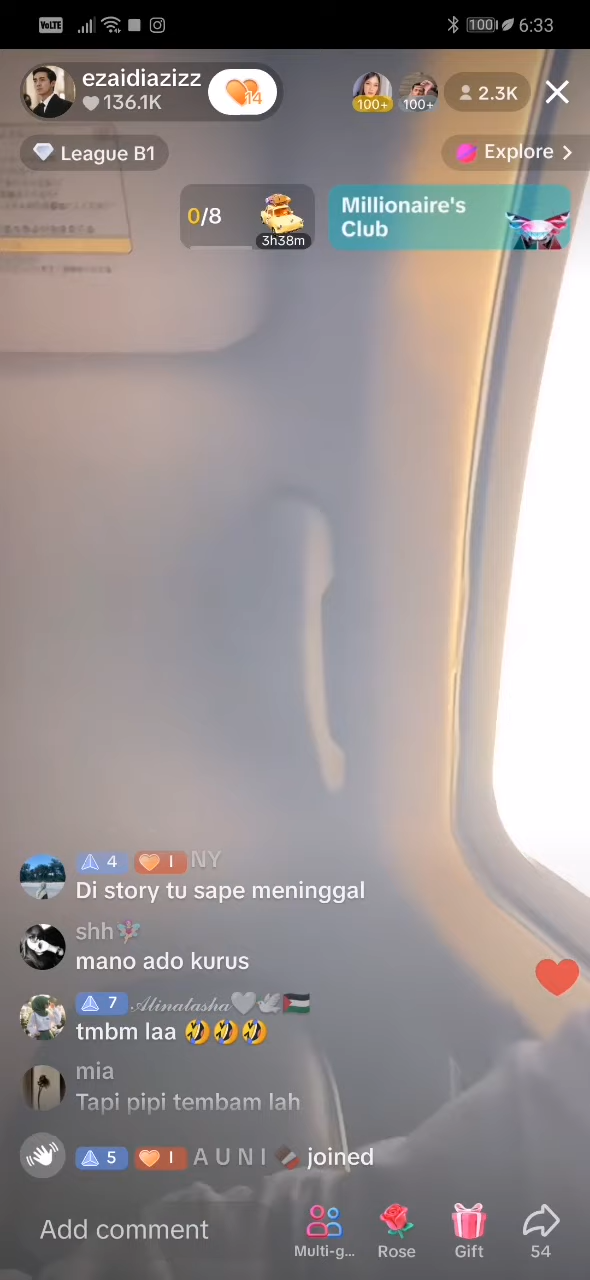 VoLTE
100
6:33
ezaidiazizz
136.1K
14
100+
100+
2.3K
League B1
Explore
0/8
3h38m
Millionaire's
Club
4 I NY
Di story tu sape meninggal
shh
mano ado kurus
7 𝒜𝓁𝒾𝓃𝒶𝓉𝒶𝓈𝒽𝒶🤍🕊🇵🇸
tmbm laa 🤣🤣🤣
mia
Tapi pipi tembam lah
5 I A U N I 🍫 joined
Add comment
Multi-g...
Rose
Gift
54